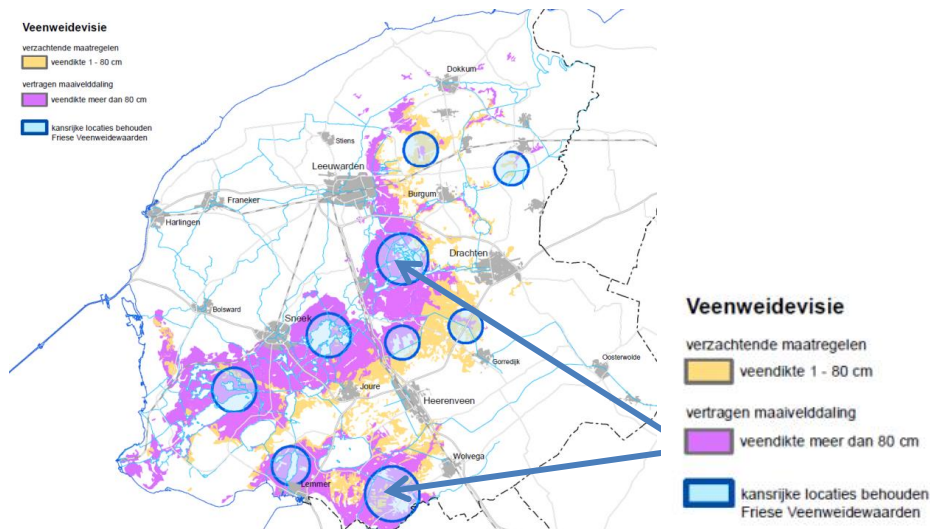 Veenweidevisie
verzachtende maatregelen
veendikte 1 - 80 cm
vertragen maaivelddaling
veendikte meer dan 80 cm
kansrijke locaties behouden
Friese Veenweidewaarden
Dokkum
Stiens
Leeuwarden
Burgum
Franeker
Harlingen
Drachten
Bolsward
Sneek
Gorredijk
Oosterwolde
Joure
Heerenveen
Wolvega
Lemmer
Veenweidevisie
verzachtende maatregelen
veendikte 1 - 80 cm
vertragen maaivelddaling
veendikte meer dan 80 cm
kansrijke locaties behouden
Friese Veenweidewaarden